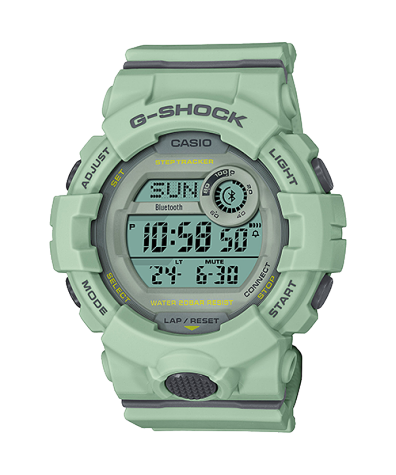 G-SHOCK
CASIO
ADJUST
SET
STEP TRACKER
LIGHT
100 P
SUN
Bluetooth
P 10:58 50
LT MUTE
24 6-30
SELECT
MODE
CONNECT
STOP
START
WATER 20BAR RESIST
LAP / RESET